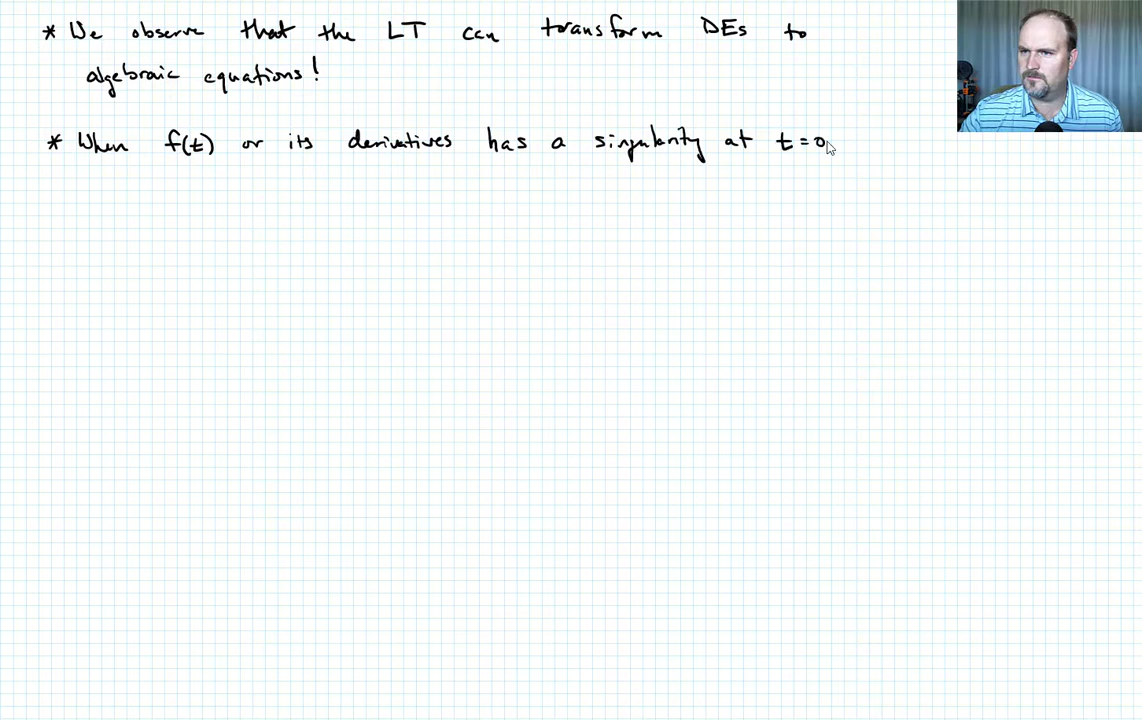 * We observe that the LT can transform DEs to
algebraic equations!
* When f(t) or its derivatives has a singularity at t=0